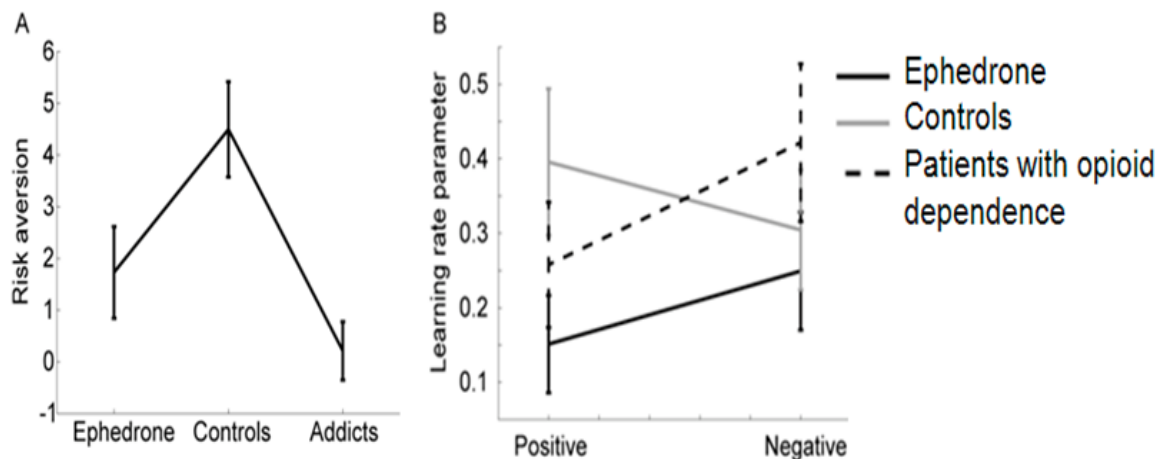 A
Risk aversion
6
5
4
3
2
1
0
-1
Ephedrone Controls Addicts
B
Learning rate parameter
0.5
0.4
0.3
0.2
0.1
Positive Negative
Ephedrone
Controls
Patients with opioid
dependence